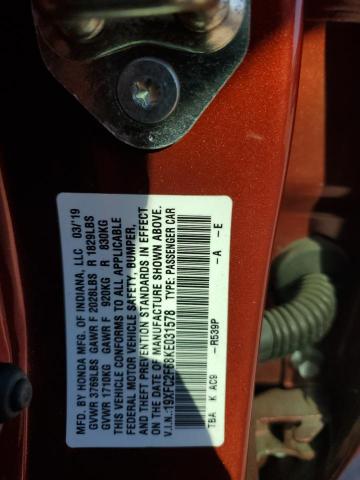 MFD. BY HONDA MFG. OF INDIANA, LLC 03/'19
GVWR 3769LBS GAWR F 2028LBS R 1829LBS
GVWR 1710KG GAWR F 920KG R 830KG
THIS VEHICLE CONFORMS TO ALL APPLICABLE
FEDERAL MOTOR VEHICLE SAFETY, BUMPER,
AND THEFT PREVENTION STANDARDS IN EFFECT
ON THE DATE OF MANUFACTURE SHOWN ABOVE.
V.I.N.:19XFC2F68KE031578 TYPE: PASSENGER CAR
TBA K AC9 -R539P -A -E